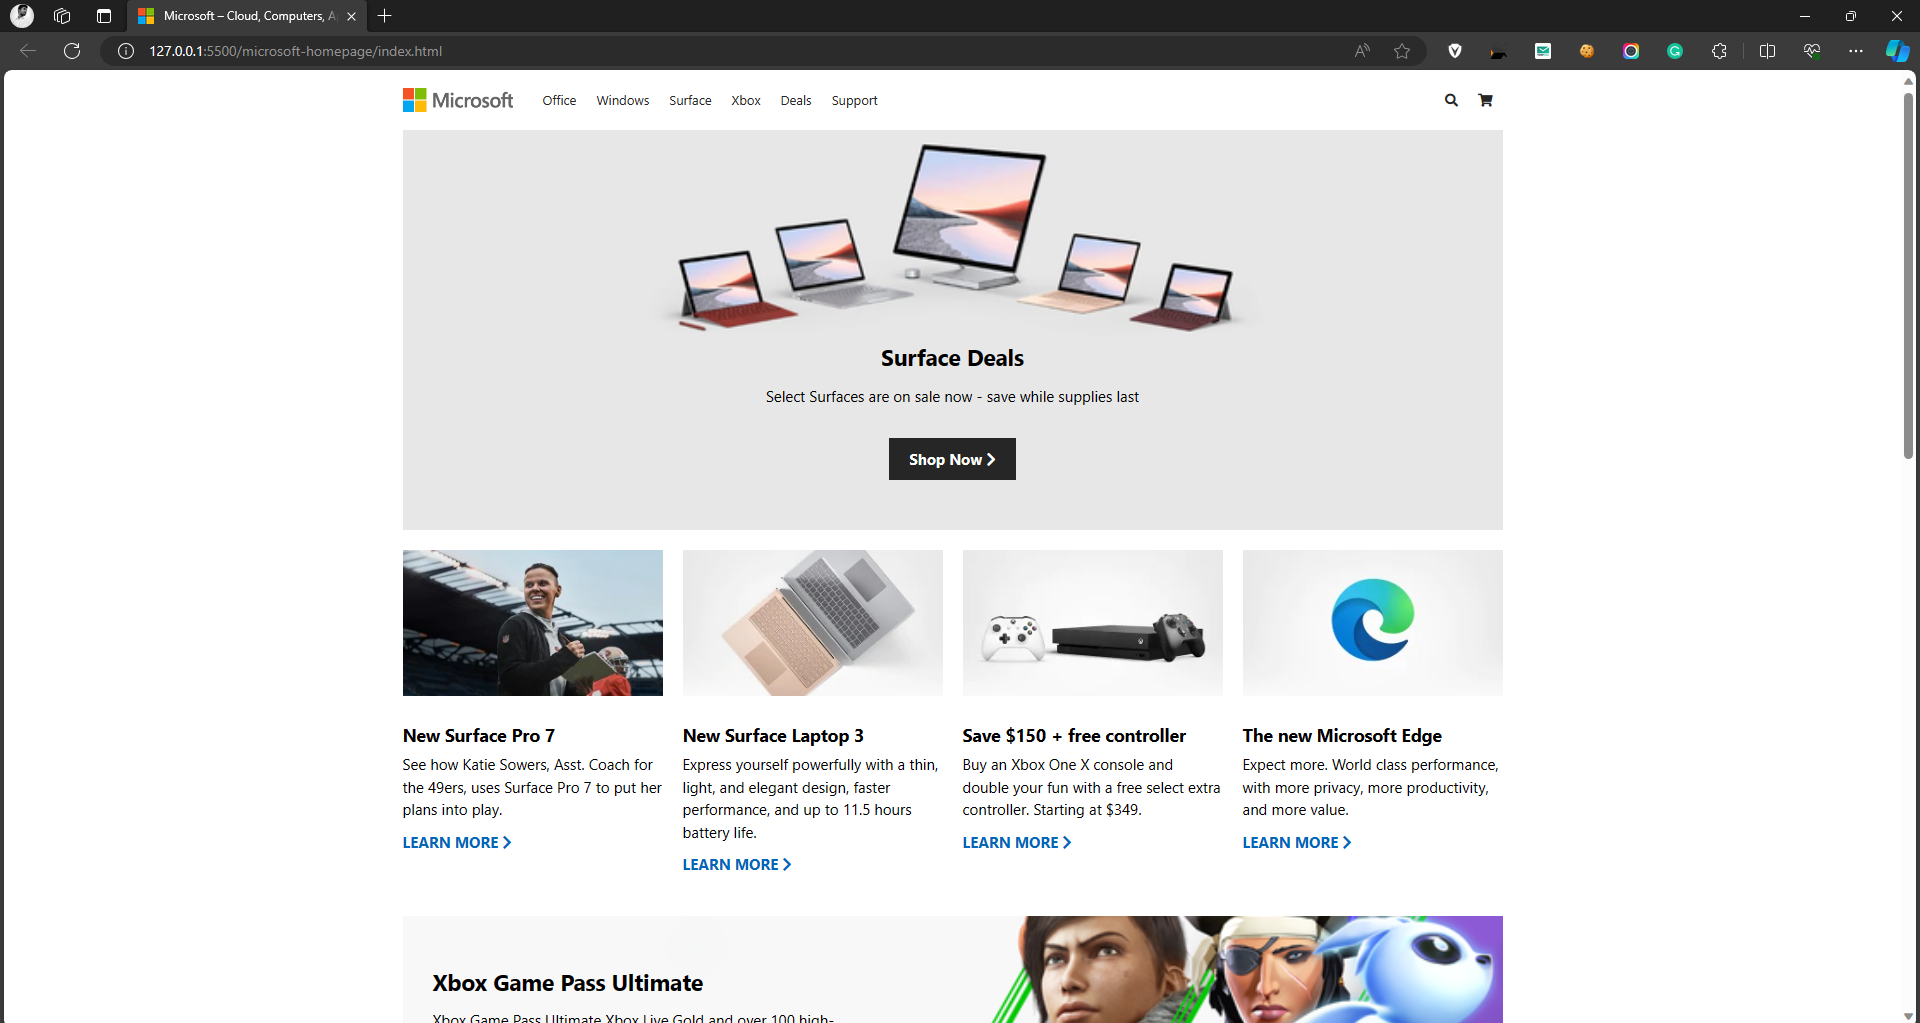 Microsoft – Cloud, Computers, A
127.0.0.1:5500/microsoft-homepage/index.html
Microsoft Office Windows Surface Xbox Deals Support
Surface Deals
Select Surfaces are on sale now - save while supplies last
Shop Now
New Surface Pro 7
See how Katie Sowers, Asst. Coach for
the 49ers, uses Surface Pro 7 to put her
plans into play.
LEARN MORE
New Surface Laptop 3
Express yourself powerfully with a thin,
light, and elegant design, faster
performance, and up to 11.5 hours
battery life.
LEARN MORE
Save $150 + free controller
Buy an Xbox One X console and
double your fun with a free select extra
controller. Starting at $349.
LEARN MORE
The new Microsoft Edge
Expect more. World class performance,
with more privacy, more productivity,
and more value.
LEARN MORE
Xbox Game Pass Ultimate
Xbox Game Pass Ultimate Xbox Live Gold and over 100 high-